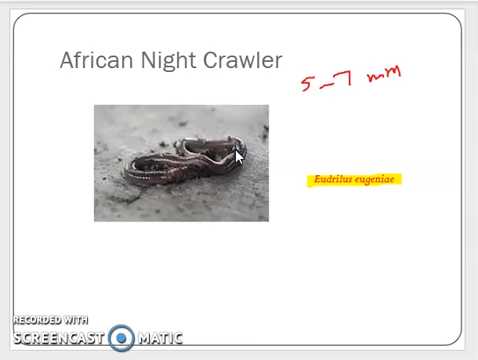 African Night Crawler
5-7 mm
Eudrilus eugeniae
RECORDED WITH
SCREENCAST MATIC